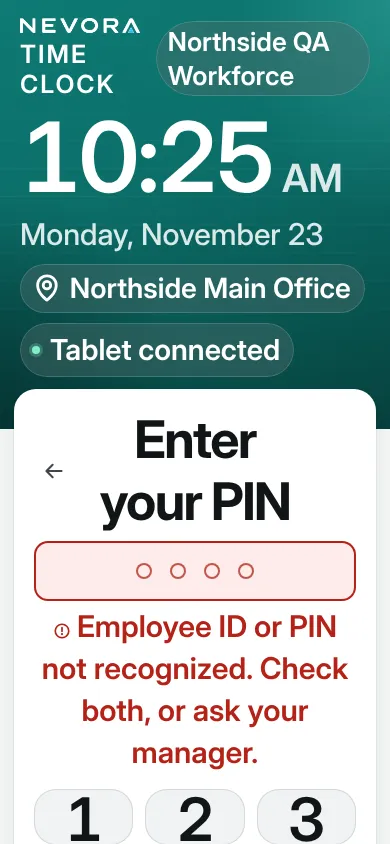 NEVORA
TIME
CLOCK
Northside QA
Workforce
10:25 AM
Monday, November 23
Northside Main Office
Tablet connected
Enter
your PIN
Employee ID or PIN
not recognized. Check
both, or ask your
manager.
1 2 3